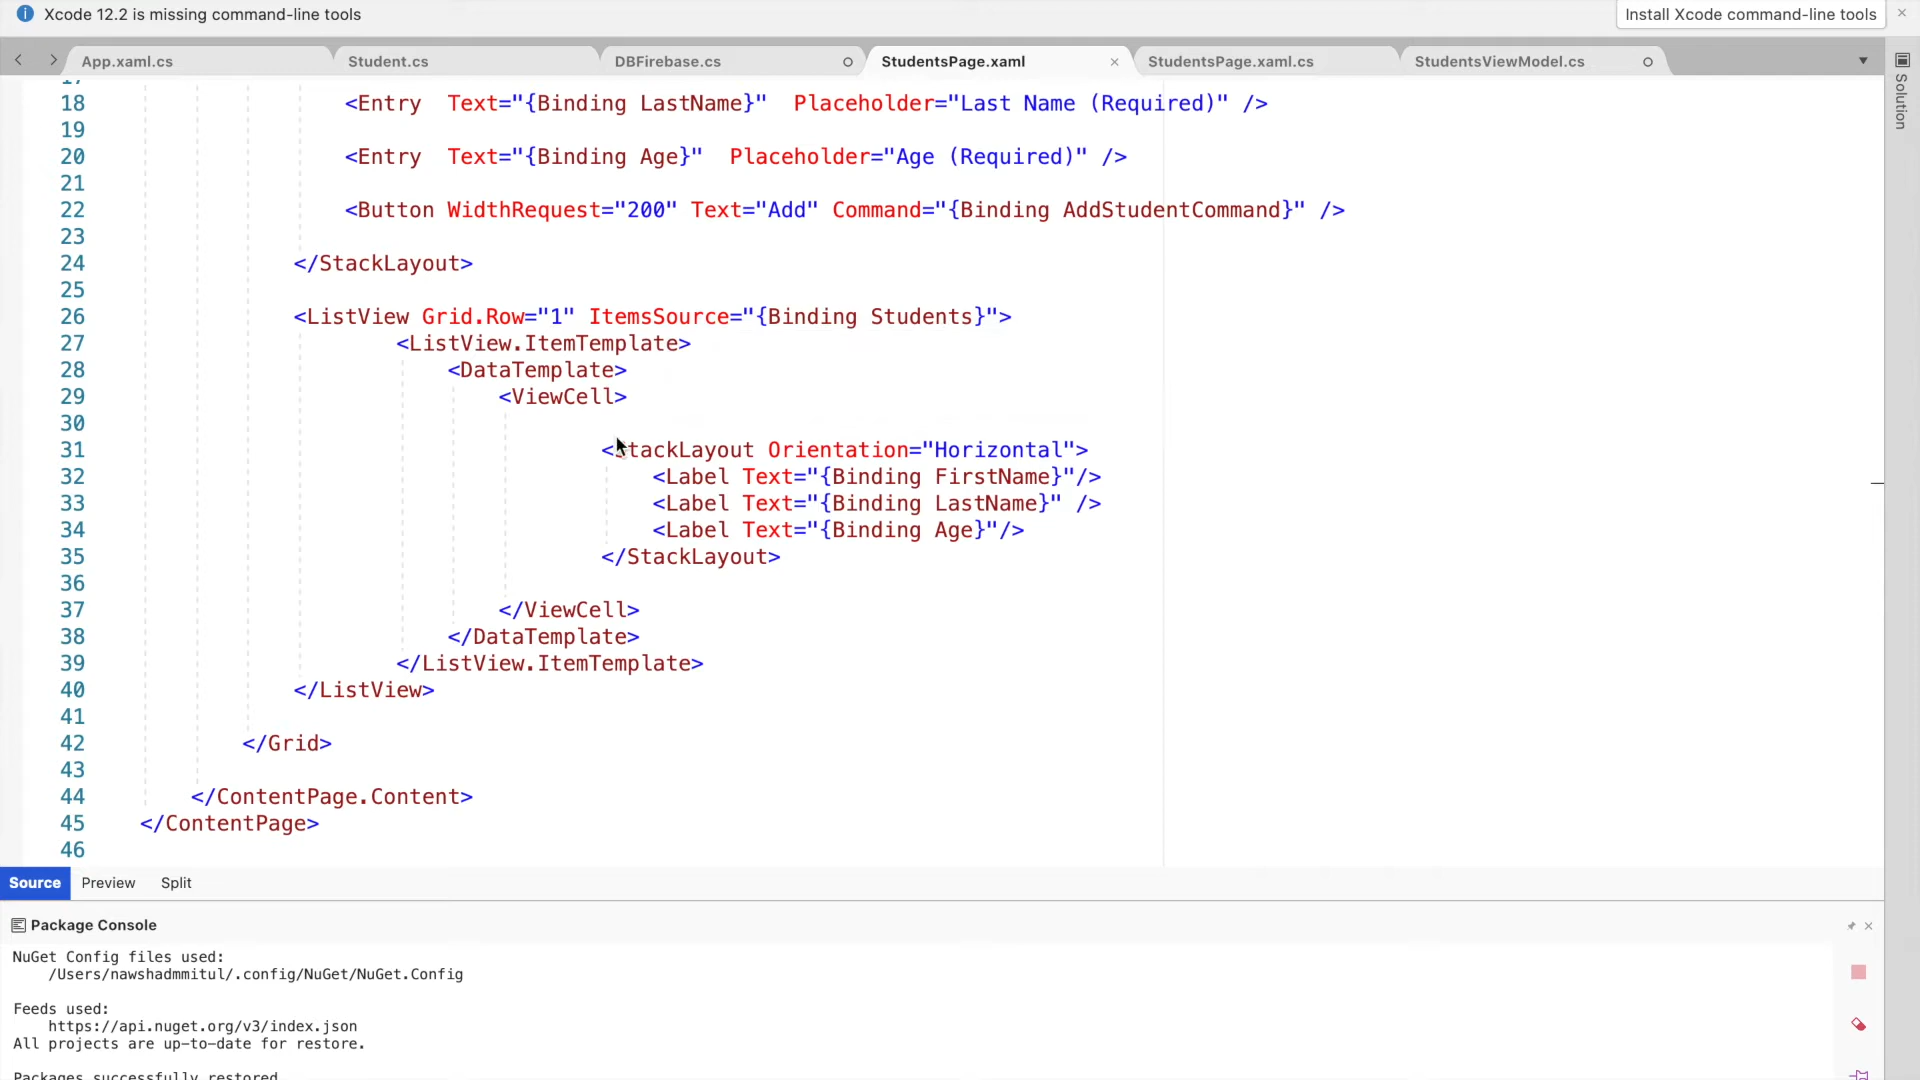 Xcode 12.2 is missing command-line tools
Install Xcode command-line tools
App.xaml.cs
Student.cs
DBFirebase.cs
StudentsPage.xaml
StudentsPage.xaml.cs
StudentsViewModel.cs
Solution
17
18 <Entry  Text="{Binding LastName}"  Placeholder="Last Name (Required)" />
19
20 <Entry  Text="{Binding Age}"  Placeholder="Age (Required)" />
21
22 <Button WidthRequest="200" Text="Add" Command="{Binding AddStudentCommand}" />
23
24 </StackLayout>
25
26 <ListView Grid.Row="1" ItemsSource="{Binding Students}">
27 <ListView.ItemTemplate>
28 <DataTemplate>
29 <ViewCell>
30
31 <StackLayout Orientation="Horizontal">
32 <Label Text="{Binding FirstName}"/>
33 <Label Text="{Binding LastName}" />
34 <Label Text="{Binding Age}"/>
35 </StackLayout>
36
37 </ViewCell>
38 </DataTemplate>
39 </ListView.ItemTemplate>
40 </ListView>
41
42 </Grid>
43
44 </ContentPage.Content>
45 </ContentPage>
46
Source Preview Split
Package Console
NuGet Config files used:
/Users/nawshadmmitul/.config/NuGet/NuGet.Config
Feeds used:
https://api.nuget.org/v3/index.json
All projects are up-to-date for restore.
Packages successfully restored.